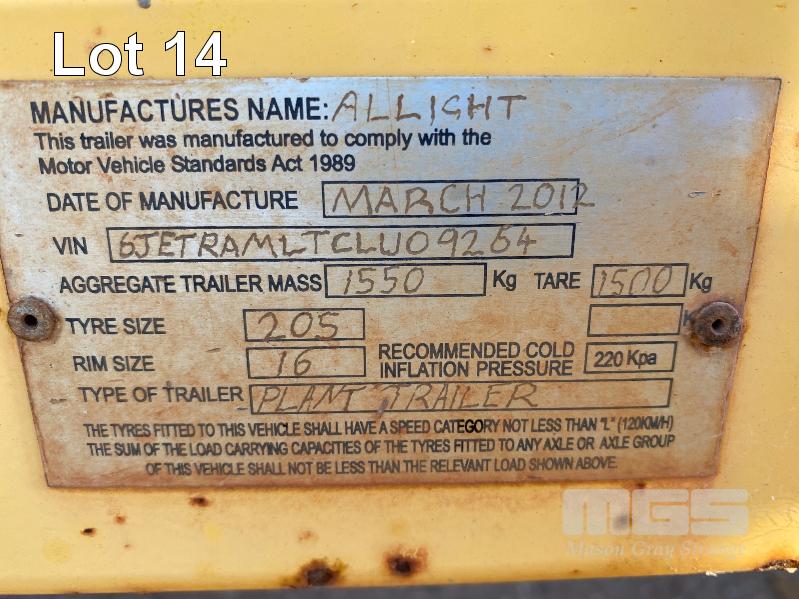 Lot 14
MANUFACTURES NAME: ALLIGHT
This trailer was manufactured to comply with the
Motor Vehicle Standards Act 1989
DATE OF MANUFACTURE MARCH 2012
VIN 6JETRAMLTCLU09264
AGGREGATE TRAILER MASS 1550 Kg TARE 1500 Kg
TYRE SIZE 205
RIM SIZE 16 RECOMMENDED COLD INFLATION PRESSURE 220 Kpa
TYPE OF TRAILER PLANT TRAILER
THE TYRES FITTED TO THIS VEHICLE SHALL HAVE A SPEED CATEGORY NOT LESS THAN "L" (120KM/H)
THE SUM OF THE LOAD CARRYING CAPACITIES OF THE TYRES FITTED TO ANY AXLE OR AXLE GROUP
OF THIS VEHICLE SHALL NOT BE LESS THAN THE RELEVANT LOAD SHOWN ABOVE.
MGS
Mason Gray Strange